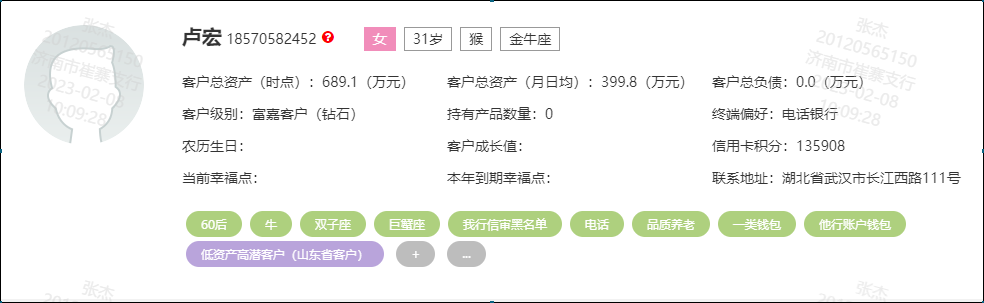 卢宏 18570582452 ? 女 31岁 猴 金牛座
客户总资产（时点）：689.1（万元） 客户总资产（月日均）：399.8（万元） 客户总负债：0.0（万元）
客户级别：富嘉客户（钻石） 持有产品数量：0 终端偏好：电话银行
农历生日： 客户成长值： 信用卡积分：135908
当前幸福点： 本年到期幸福点： 联系地址：湖北省武汉市长江西路111号
60后 牛 双子座 巨蟹座 我行信审黑名单 电话 品质养老 一类钱包 他行账户钱包
低资产高潜客户（山东省客户） + ...
张杰
20120565150
济南市崔寨支行
2023-02-08
10:09:28
张杰
20120565150
济南市崔寨支行
2023-02-08
10:09:28
张杰
张杰